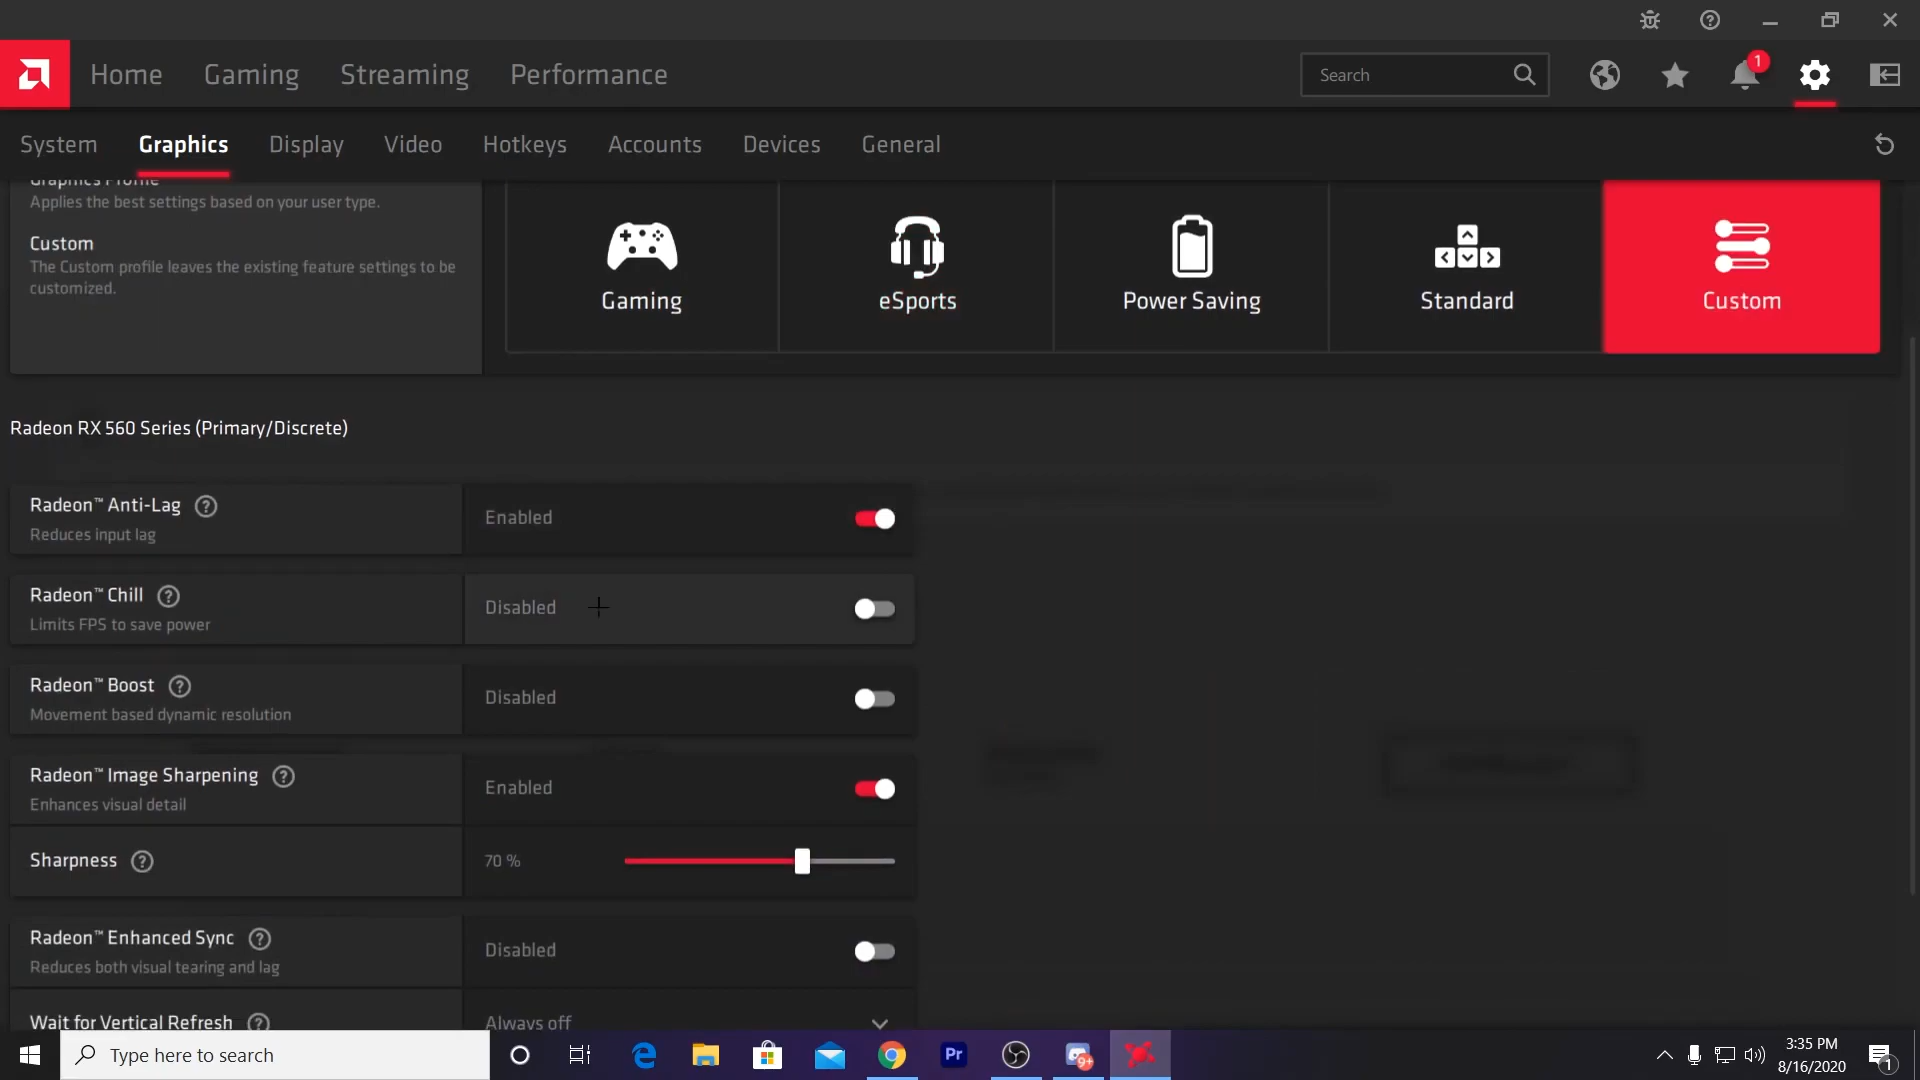 Home Gaming Streaming Performance
Search
1
System Graphics Display Video Hotkeys Accounts Devices General
Graphics Profile
Applies the best settings based on your user type.
Custom
The Custom profile leaves the existing feature settings to be
customized.
Gaming eSports Power Saving Standard Custom
Radeon RX 560 Series (Primary/Discrete)
Radeon™ Anti-Lag ?
Reduces input lag
Enabled
Radeon™ Chill ?
Limits FPS to save power
Disabled
Radeon™ Boost ?
Movement based dynamic resolution
Disabled
Radeon™ Image Sharpening ?
Enhances visual detail
Enabled
Sharpness ? 70 %
Radeon™ Enhanced Sync ?
Reduces both visual tearing and lag
Disabled
Wait for Vertical Refresh ? Always off
Type here to search
Pr
9+
3:35 PM
8/16/2020
1